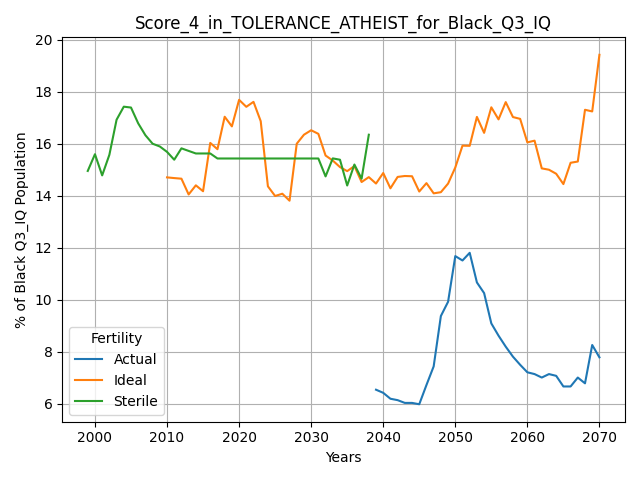 Score_4_in_TOLERANCE_ATHEIST_for_Black_Q3_IQ
% of Black Q3_IQ Population
20
18
16
14
12
10
8
6
Fertility
Actual
Ideal
Sterile
2000 2010 2020 2030 2040 2050 2060 2070
Years